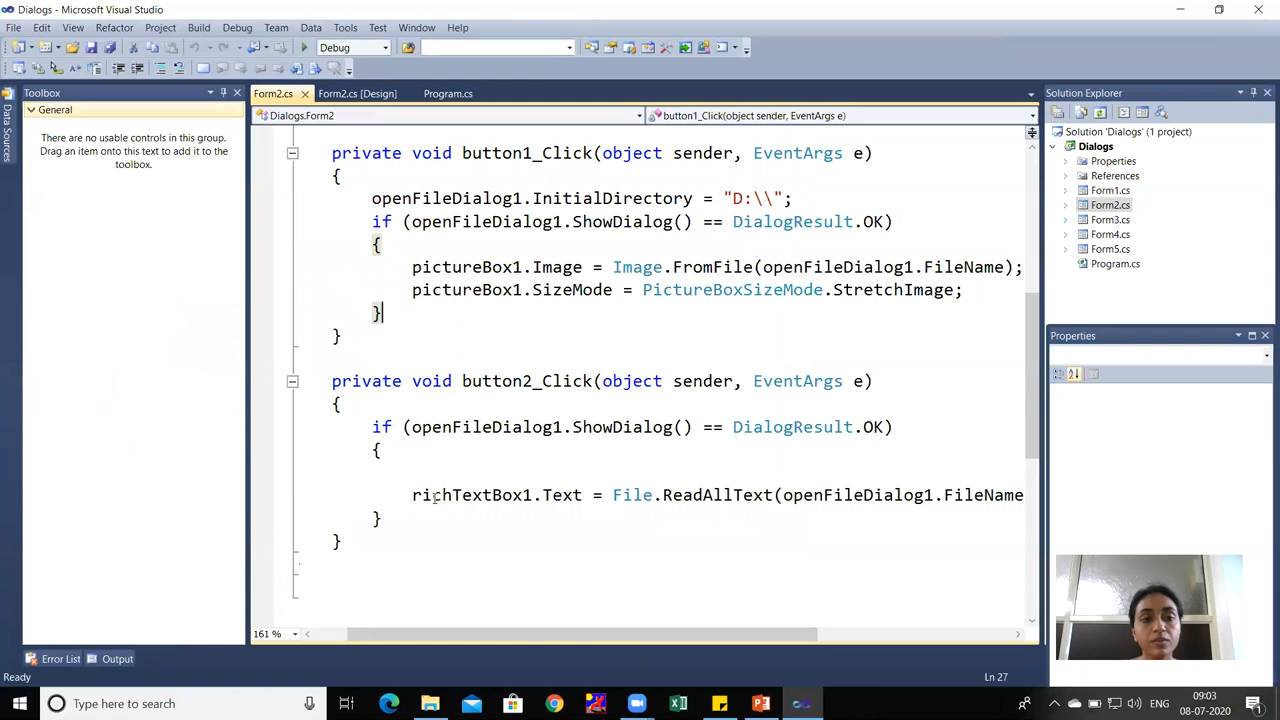 Dialogs - Microsoft Visual Studio
File Edit View Refactor Project Build Debug Team Data Tools Test Window Help
Debug
Toolbox
Form2.cs Form2.cs [Design] Program.cs
Solution Explorer
Data Sources
General
Dialogs.Form2
button1_Click(object sender, EventArgs e)
There are no usable controls in this group.
Drag an item onto this text to add it to the
toolbox.
Solution 'Dialogs' (1 project)
Dialogs
Properties
References
Form1.cs
Form2.cs
Form3.cs
Form4.cs
Form5.cs
Program.cs
private void button1_Click(object sender, EventArgs e)
{
openFileDialog1.InitialDirectory = "D:\\";
if (openFileDialog1.ShowDialog() == DialogResult.OK)
{
pictureBox1.Image = Image.FromFile(openFileDialog1.FileName);
pictureBox1.SizeMode = PictureBoxSizeMode.StretchImage;
}
}
private void button2_Click(object sender, EventArgs e)
{
if (openFileDialog1.ShowDialog() == DialogResult.OK)
{
richTextBox1.Text = File.ReadAllText(openFileDialog1.FileName
}
}
Properties
161 %
Error List Output
Ready
Ln 27
Type here to search
ENG
09:03
08-07-2020